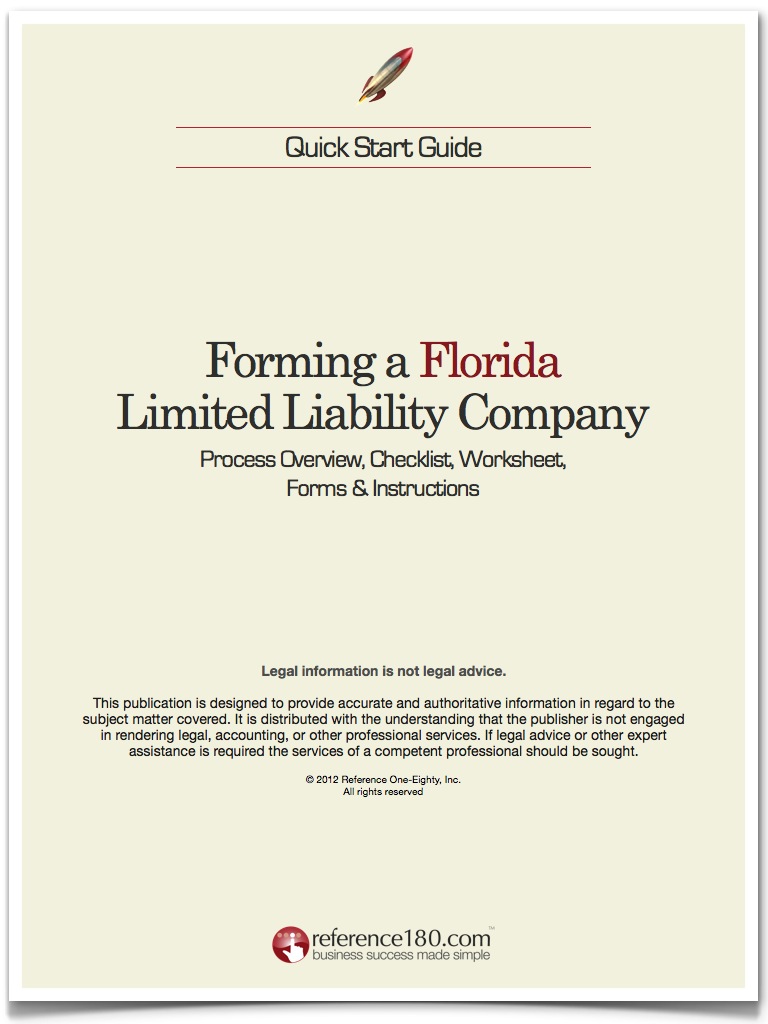 Quick Start Guide
Forming a Florida
Limited Liability Company
Process Overview, Checklist, Worksheet,
Forms & Instructions
Legal information is not legal advice.
This publication is designed to provide accurate and authoritative information in regard to the
subject matter covered. It is distributed with the understanding that the publisher is not engaged
in rendering legal, accounting, or other professional services. If legal advice or other expert
assistance is required the services of a competent professional should be sought.
© 2012 Reference One-Eighty, Inc.
All rights reserved
reference180.com™
business success made simple